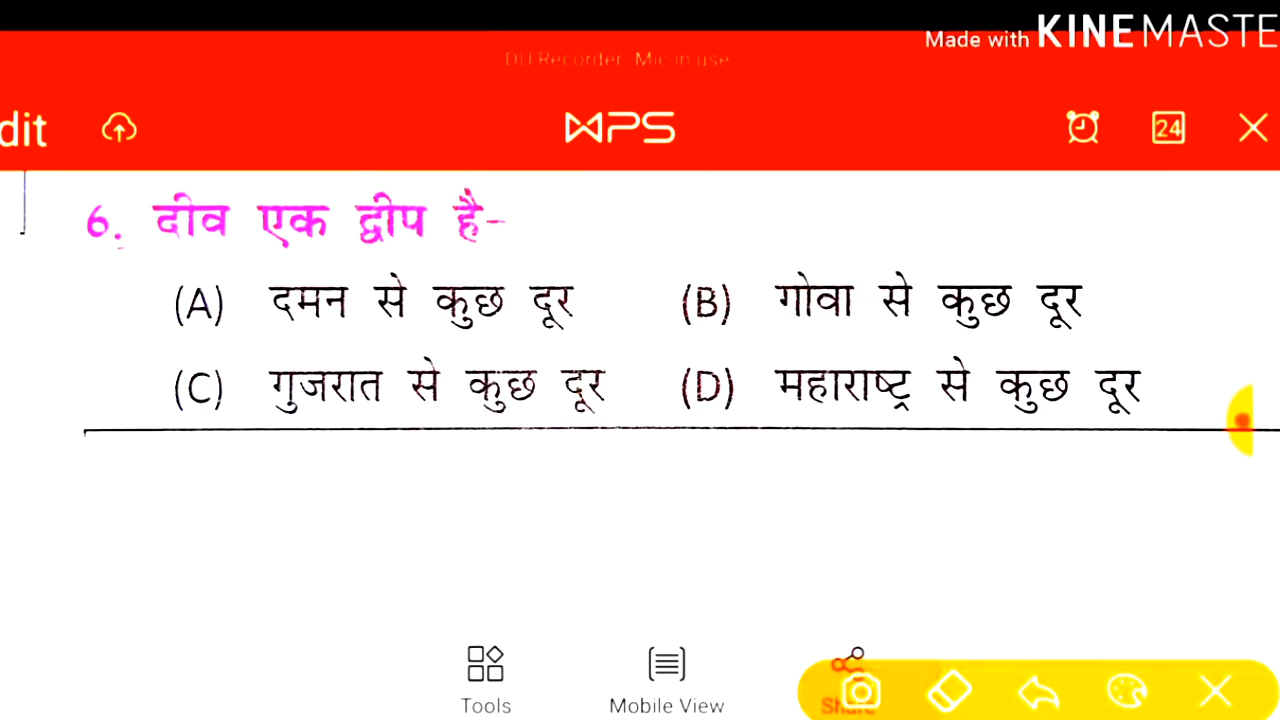 Made with KINEMASTE
DU Recorder Mic in use
dit
WPS
24
6. दीव एक द्वीप है-
(A) दमन से कुछ दूर (B) गोवा से कुछ दूर
(C) गुजरात से कुछ दूर (D) महाराष्ट्र से कुछ दूर
Tools
Mobile View
Share